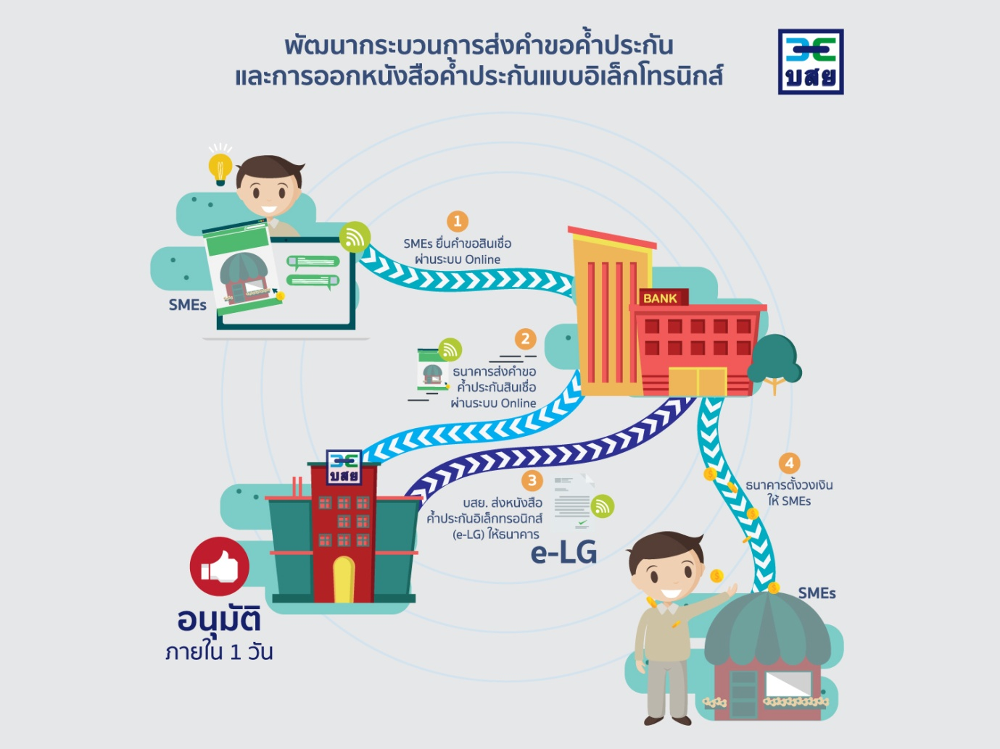 พัฒนากระบวนการส่งคำขอค้ำประกัน
และการออกหนังสือค้ำประกันแบบอิเล็กโทรนิกส์
บสย
1
SMEs ยื่นคำขอสินเชื่อ
ผ่านระบบ Online
SMEs
BANK
2
ธนาคารส่งคำขอ
ค้ำประกันสินเชื่อ
ผ่านระบบ Online
บสย
3
บสย. ส่งหนังสือ
ค้ำประกันอิเล็กทรอนิกส์
(e-LG) ให้ธนาคาร
e-LG
4
ธนาคารตั้งวงเงิน
ให้ SMEs
SMEs
อนุมัติ
ภายใน 1 วัน